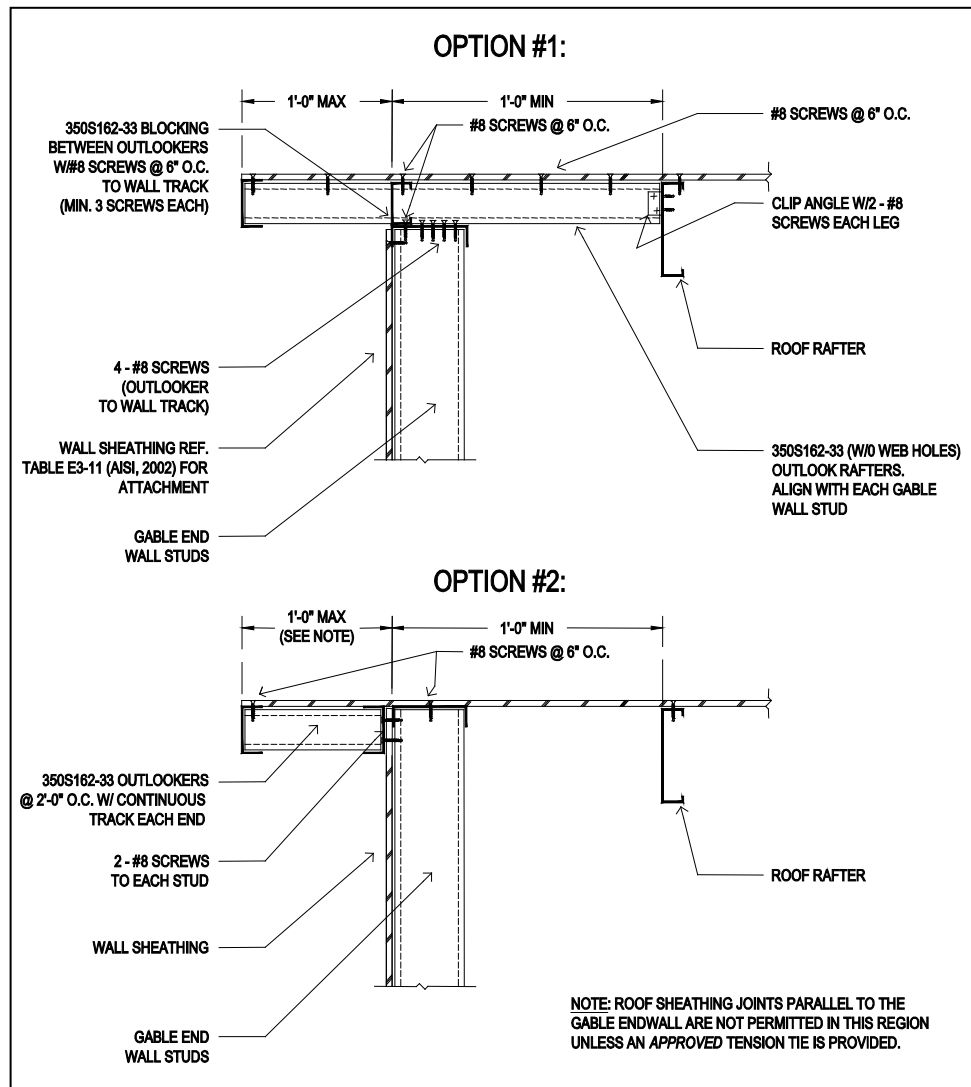 OPTION #1:
1'-0" MAX
1'-0" MIN
350S162-33 BLOCKING
BETWEEN OUTLOOKERS
W/#8 SCREWS @ 6" O.C.
TO WALL TRACK
(MIN. 3 SCREWS EACH)
#8 SCREWS @ 6" O.C.
#8 SCREWS @ 6" O.C.
CLIP ANGLE W/2 - #8
SCREWS EACH LEG
ROOF RAFTER
4 - #8 SCREWS
(OUTLOOKER
TO WALL TRACK)
WALL SHEATHING REF.
TABLE E3-11 (AISI, 2002) FOR
ATTACHMENT
350S162-33 (W/0 WEB HOLES)
OUTLOOK RAFTERS.
ALIGN WITH EACH GABLE
WALL STUD
GABLE END
WALL STUDS
OPTION #2:
1'-0" MAX
(SEE NOTE)
1'-0" MIN
#8 SCREWS @ 6" O.C.
350S162-33 OUTLOOKERS
@ 2'-0" O.C. W/ CONTINUOUS
TRACK EACH END
2 - #8 SCREWS
TO EACH STUD
ROOF RAFTER
WALL SHEATHING
GABLE END
WALL STUDS
NOTE: ROOF SHEATHING JOINTS PARALLEL TO THE
GABLE ENDWALL ARE NOT PERMITTED IN THIS REGION
UNLESS AN APPROVED TENSION TIE IS PROVIDED.